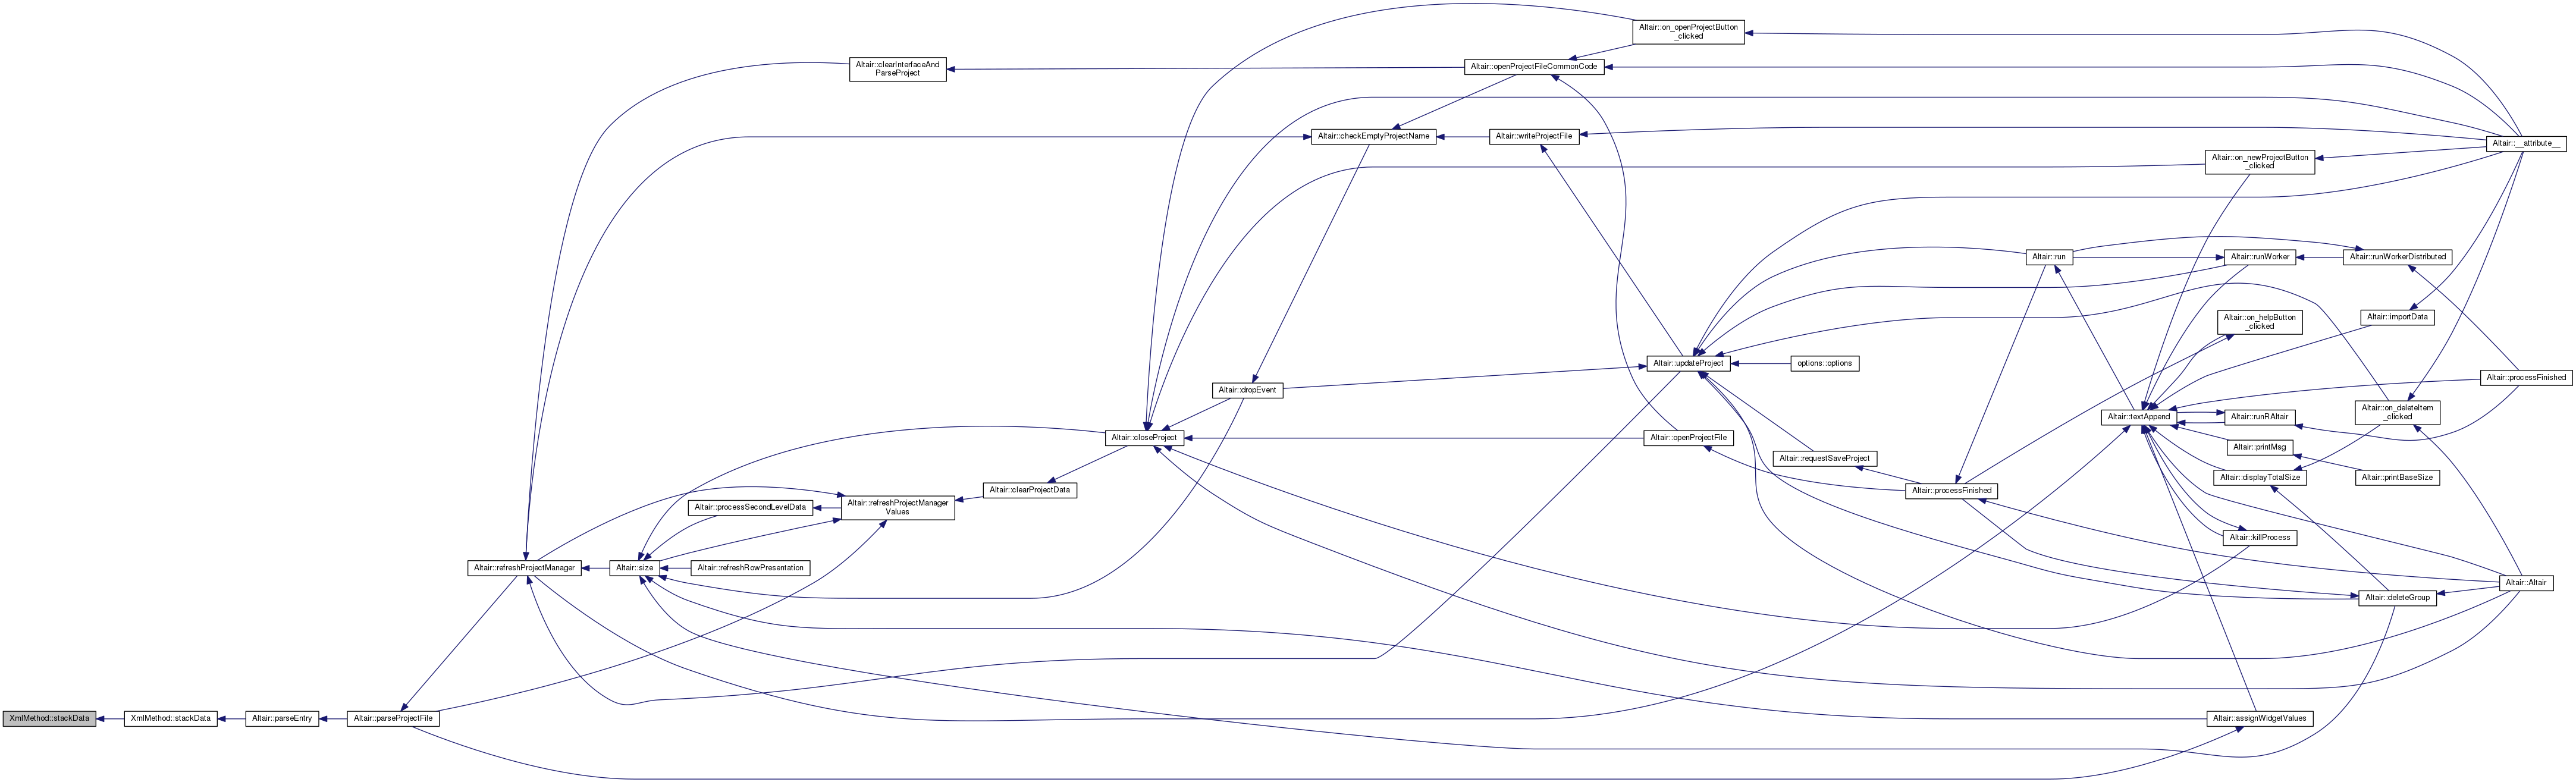 Altair::on_openProjectButton
_clicked
Altair::clearInterfaceAnd
ParseProject
Altair::openProjectFileCommonCode
Altair::checkEmptyProjectName
Altair::writeProjectFile
Altair::__attribute__
Altair::on_newProjectButton
_clicked
Altair::run
Altair::runWorker
Altair::runWorkerDistributed
Altair::importData
Altair::on_helpButton
_clicked
Altair::updateProject
options::options
Altair::processFinished
Altair::dropEvent
Altair::on_deleteItem
_clicked
Altair::textAppend
Altair::runRAltair
Altair::closeProject
Altair::openProjectFile
Altair::printMsg
Altair::requestSaveProject
Altair::displayTotalSize
Altair::printBaseSize
Altair::clearProjectData
Altair::processFinished
Altair::refreshProjectManager
Values
Altair::processSecondLevelData
Altair::killProcess
Altair::refreshProjectManager
Altair::size
Altair::refreshRowPresentation
Altair::Altair
Altair::deleteGroup
XmlMethod::stackData
XmlMethod::stackData
Altair::parseEntry
Altair::parseProjectFile
Altair::assignWidgetValues